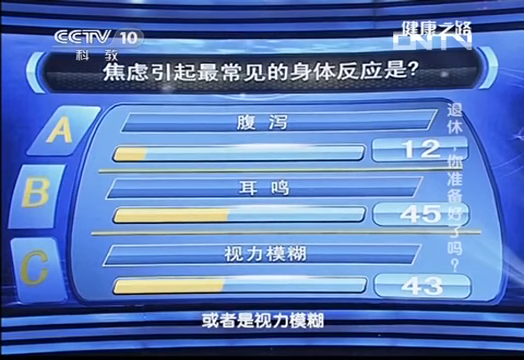 CCTV 10
科教
健康之路
CNTV
焦虑引起最常见的身体反应是?
A
腹泻
12
B
耳鸣
45
C
视力模糊
43
退休,你准备好了吗?
或者是视力模糊